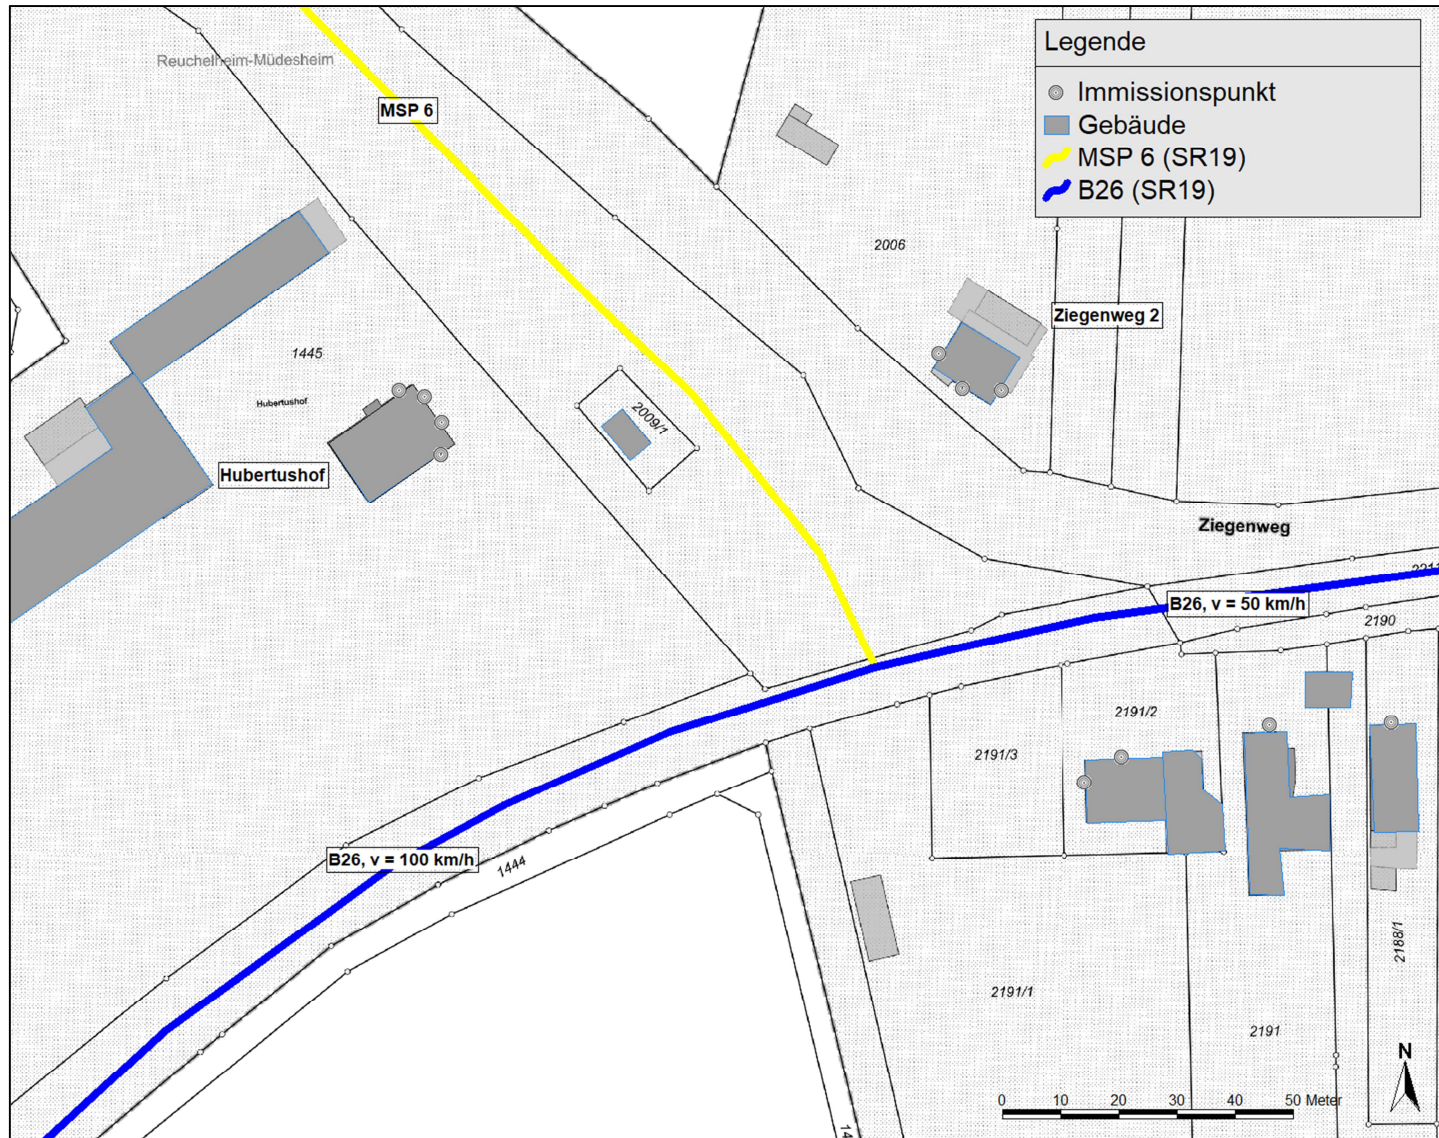 Reuchelheim-Müdesheim
MSP 6
Legende
Immissionspunkt
Gebäude
MSP 6 (SR19)
B26 (SR19)
2006
Ziegenweg 2
1445
Hubertushof
2009/1
Hubertushof
Ziegenweg
B26, v = 50 km/h
2190
2191/2
2191/3
B26, v = 100 km/h
1444
2188/1
2191/1
2191
N
0 10 20 30 40 50 Meter